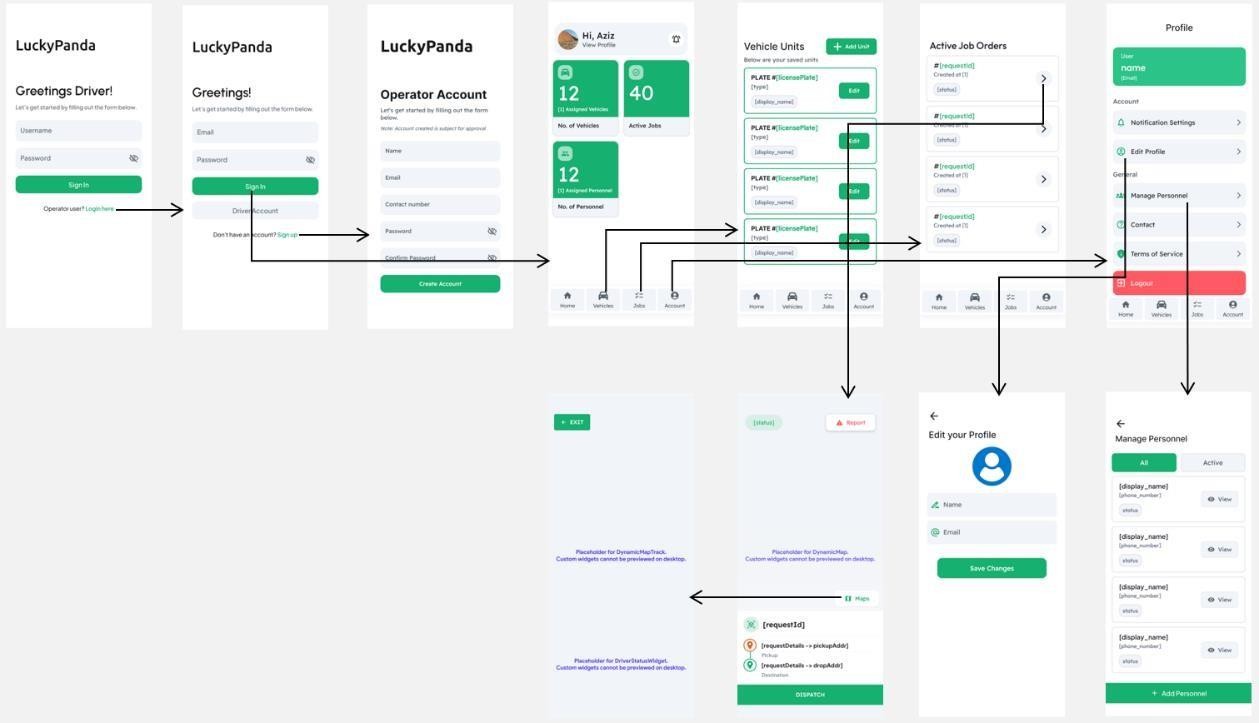 LuckyPanda
Greetings Driver!
Let's get started by filling out the form below.
Username
Password
Sign In
Operator user? Login here
LuckyPanda
Greetings!
Let's get started by filling out the form below.
Email
Password
Sign In
Driver Account
Don't have an account? Sign up
LuckyPanda
Operator Account
Let's get started by filling out the form
below.
Note: Account created is subject for approval
Name
Email
Contact number
Password
Confirm Password
Create Account
Hi, Aziz
View Profile
12
[1] Assigned Vehicles
No. of Vehicles
40
Active Jobs
12
[1] Assigned Personnel
No. of Personnel
Home
Vehicles
Jobs
Account
Vehicle Units
+ Add Unit
Below are your saved units
PLATE #[licensePlate]
[type]
[display_name]
Edit
PLATE #[licensePlate]
[type]
[display_name]
Edit
PLATE #[licensePlate]
[type]
[display_name]
Edit
PLATE #[licensePlate]
[type]
[display_name]
Edit
Home
Vehicles
Jobs
Account
Active Job Orders
#[requestId]
Created at [1]
[status]
#[requestId]
Created at [1]
[status]
#[requestId]
Created at [1]
[status]
#[requestId]
Created at [1]
[status]
Home
Vehicles
Jobs
Account
Profile
User
name
[Email]
Account
Notification Settings
Edit Profile
General
Manage Personnel
Contact
Terms of Service
Logout
Home
Vehicles
Jobs
Account
EXIT
Placeholder for DynamicMapTrack.
Custom widgets cannot be previewed on desktop.
Placeholder for DriverStatusWidget.
Custom widgets cannot be previewed on desktop.
[status]
Report
Placeholder for DynamicMap.
Custom widgets cannot be previewed on desktop.
Maps
[requestId]
[requestDetails -> pickupAddr]
Pickup
[requestDetails -> dropAddr]
Destination
DISPATCH
Edit your Profile
Name
Email
Save Changes
Manage Personnel
All
Active
[display_name]
[phone_number]
status
View
[display_name]
[phone_number]
status
View
[display_name]
[phone_number]
status
View
[display_name]
[phone_number]
status
View
+ Add Personnel